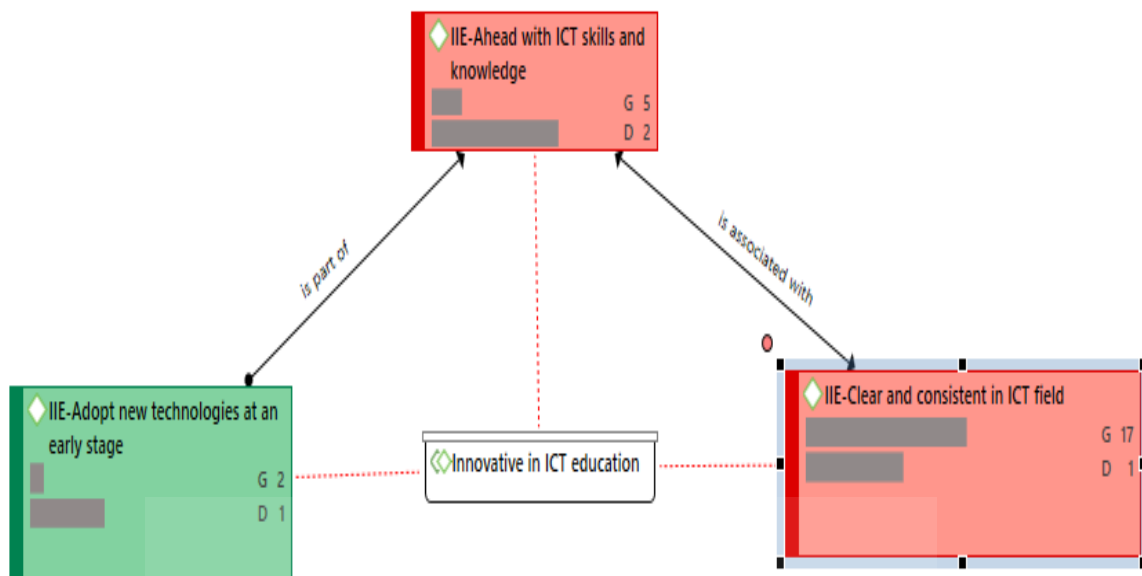 IIE-Ahead with ICT skills and
knowledge
G 5
D 2
is part of
is associated with
IIE-Adopt new technologies at an
early stage
G 2
D 1
Innovative in ICT education
IIE-Clear and consistent in ICT field
G 17
D 1